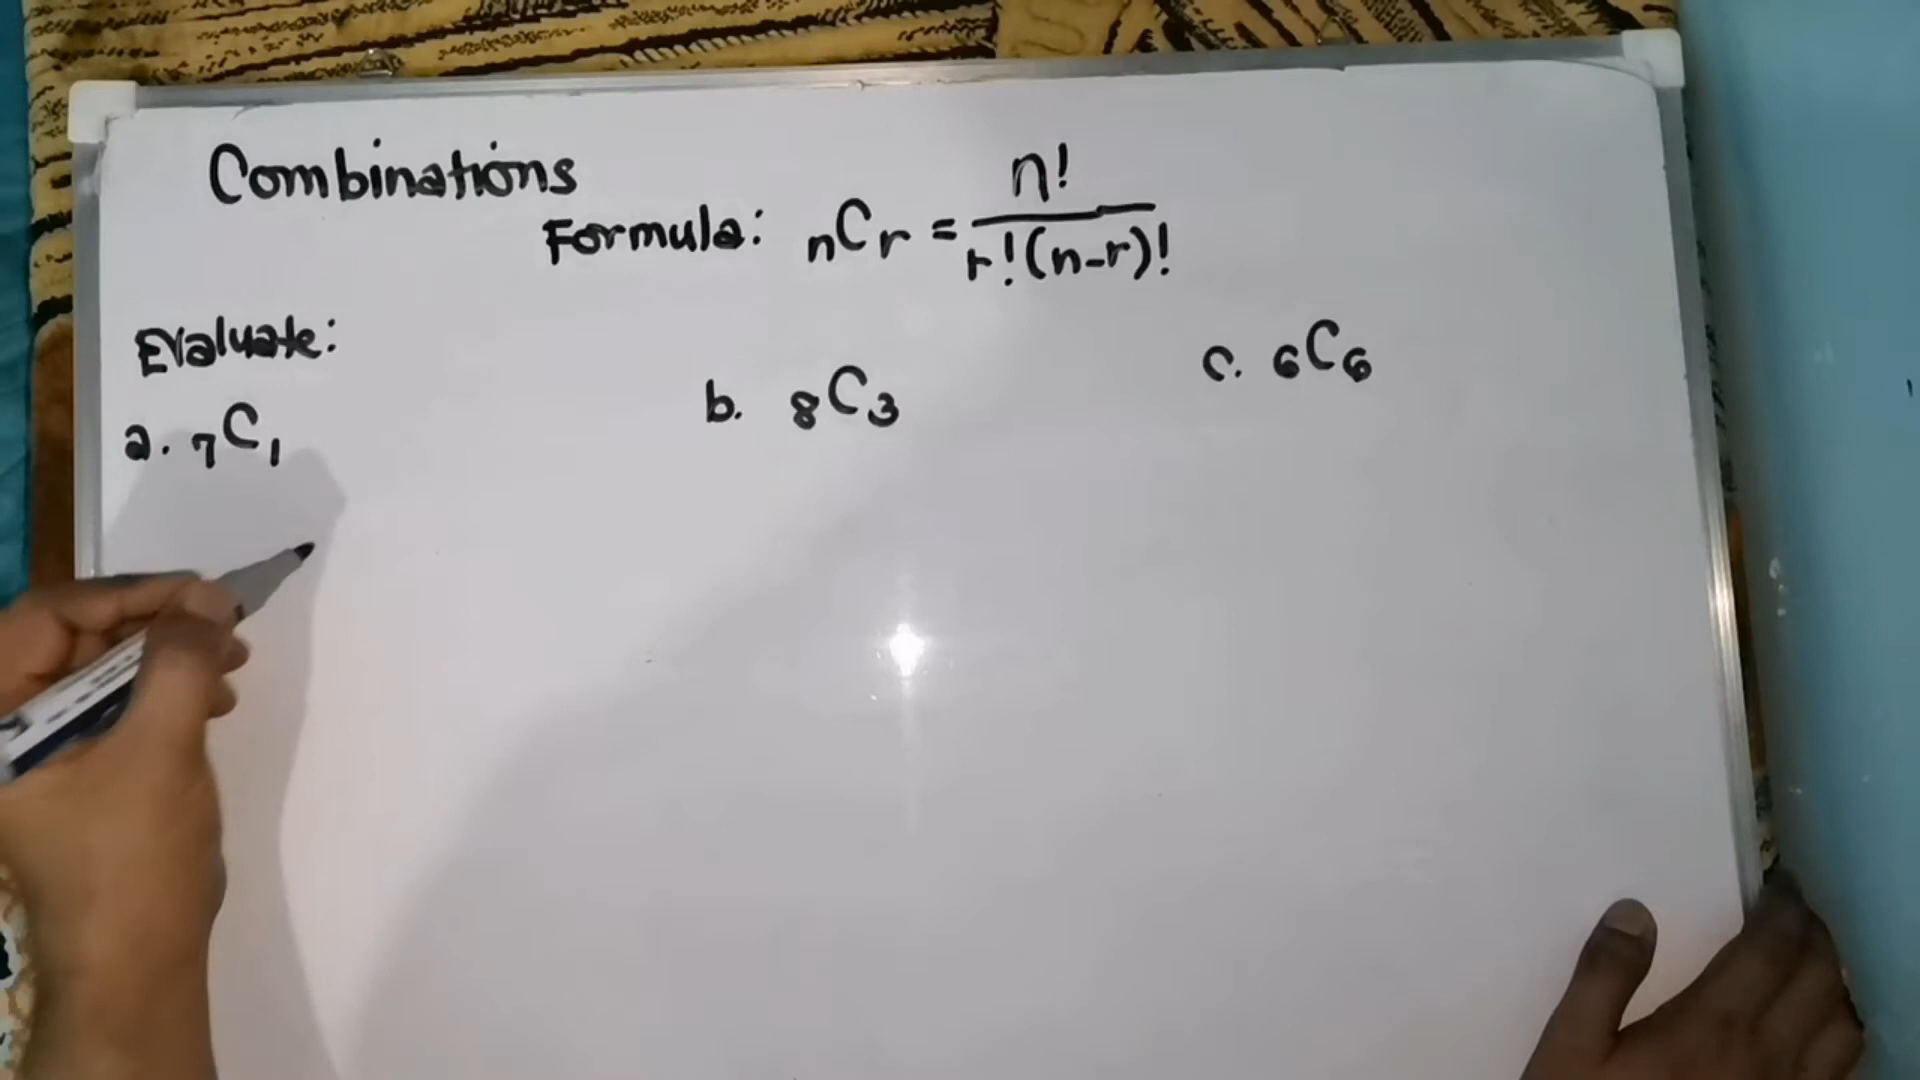 Combinations
Formula: nCr = n! / r!(n-r)!
Evaluate:
a. 7C1
b. 8C3
c. 6C6